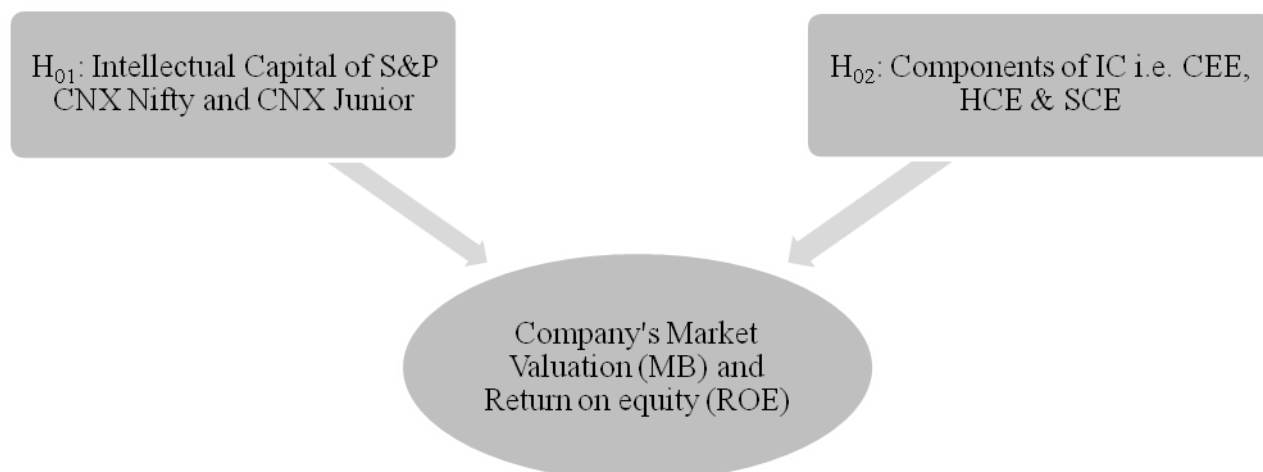 H₀₁: Intellectual Capital of S&P
CNX Nifty and CNX Junior
H₀₂: Components of IC i.e. CEE,
HCE & SCE
Company's Market
Valuation (MB) and
Return on equity (ROE)